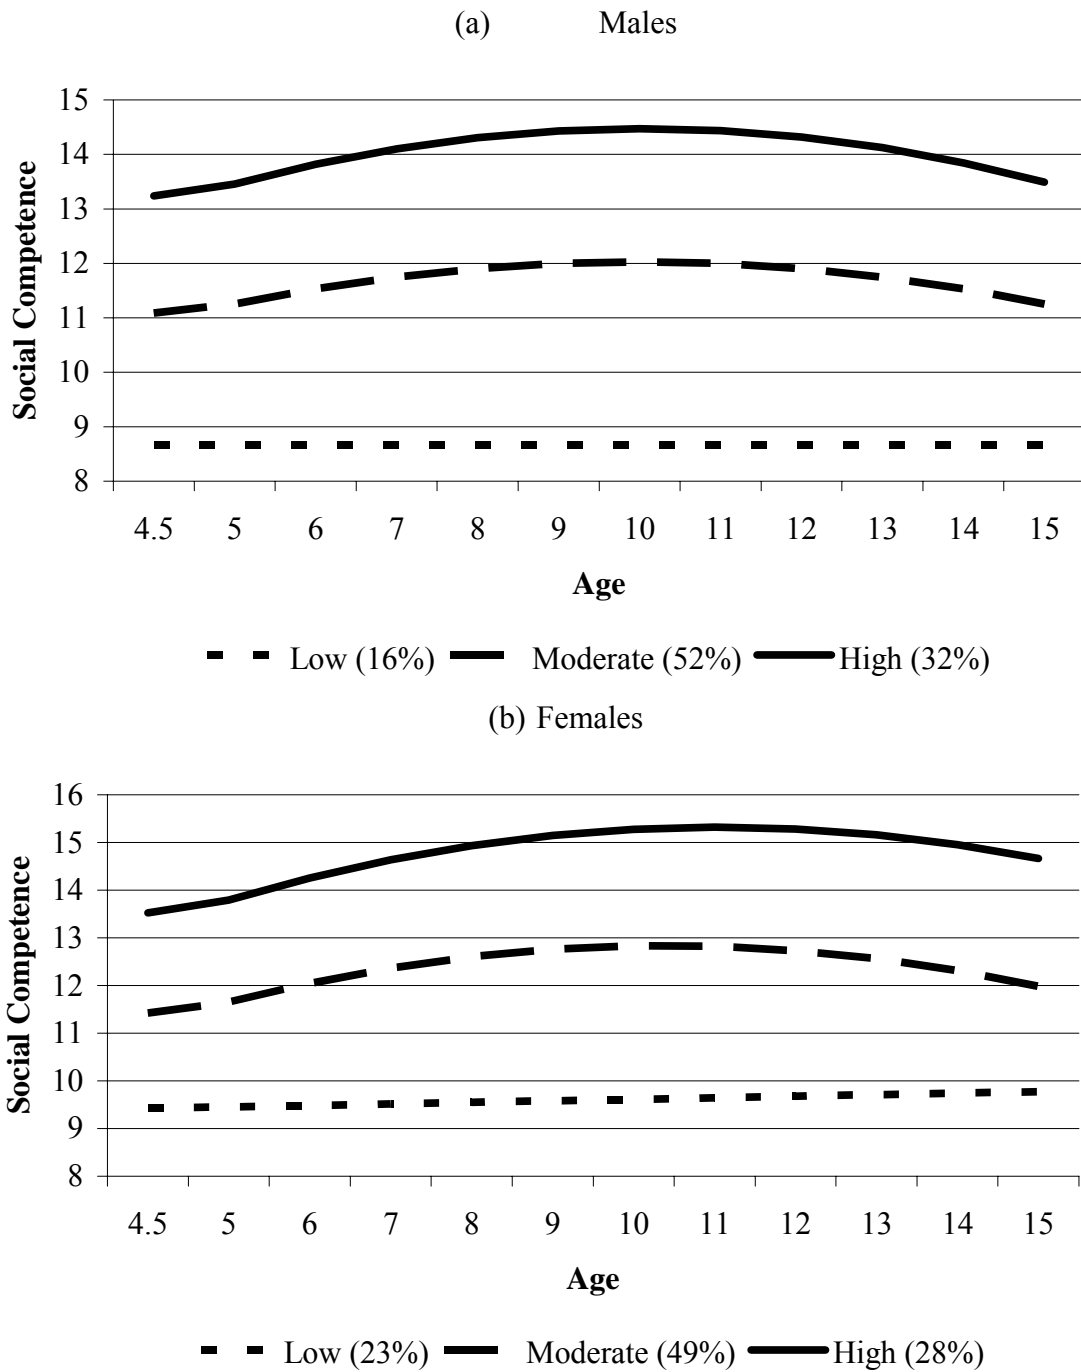 (a) Males
15
14
13
12
11
10
9
8
Social Competence
4.5 5 6 7 8 9 10 11 12 13 14 15
Age
Low (16%) Moderate (52%) High (32%)
(b) Females
16
15
14
13
12
11
10
9
8
Social Competence
4.5 5 6 7 8 9 10 11 12 13 14 15
Age
Low (23%) Moderate (49%) High (28%)